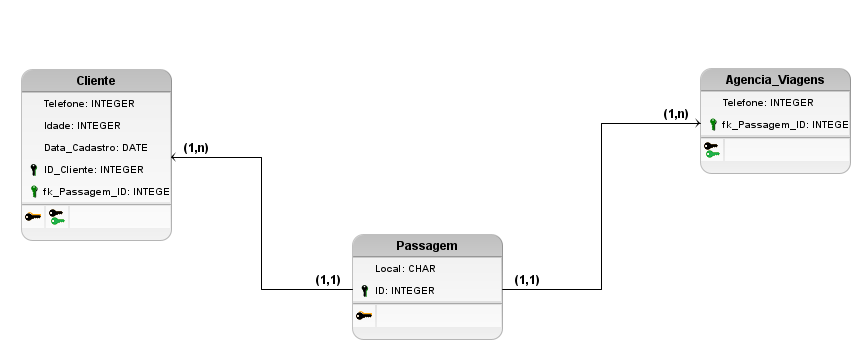 Cliente
Telefone: INTEGER
Idade: INTEGER
Data_Cadastro: DATE
ID_Cliente: INTEGER
fk_Passagem_ID: INTEGE
(1,n)
Agencia_Viagens
Telefone: INTEGER
fk_Passagem_ID: INTEGE
(1,n)
Passagem
Local: CHAR
ID: INTEGER
(1,1)
(1,1)